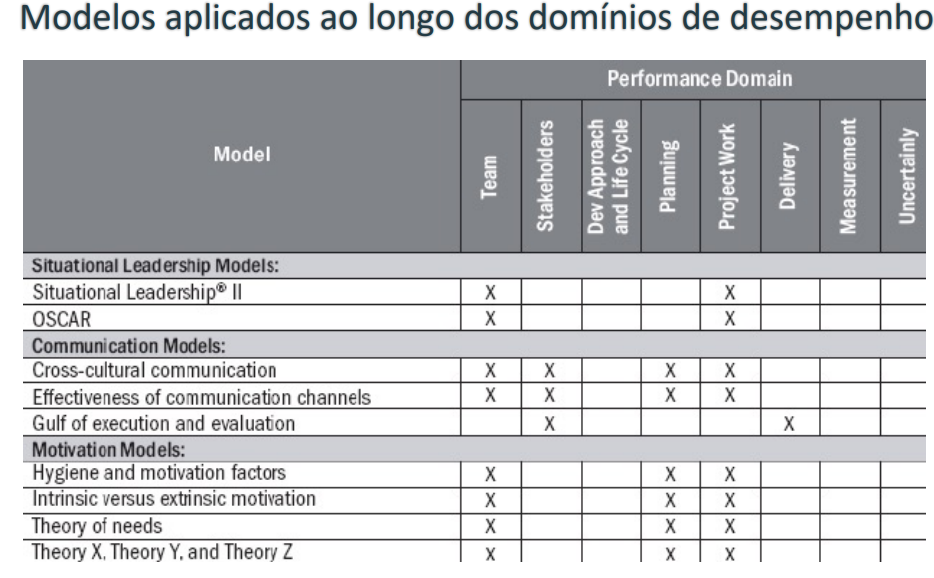 Modelos aplicados ao longo dos domínios de desempenho
Performance Domain
Model
Team
Stakeholders
Dev Approach
and Life Cycle
Planning
Project Work
Delivery
Measurement
Uncertainly
Situational Leadership Models:
Situational Leadership® II X X
OSCAR X X
Communication Models:
Cross-cultural communication X X X X
Effectiveness of communication channels X X X X
Gulf of execution and evaluation X X
Motivation Models:
Hygiene and motivation factors X X X
Intrinsic versus extrinsic motivation X X X
Theory of needs X X X
Theory X, Theory Y, and Theory Z X X X